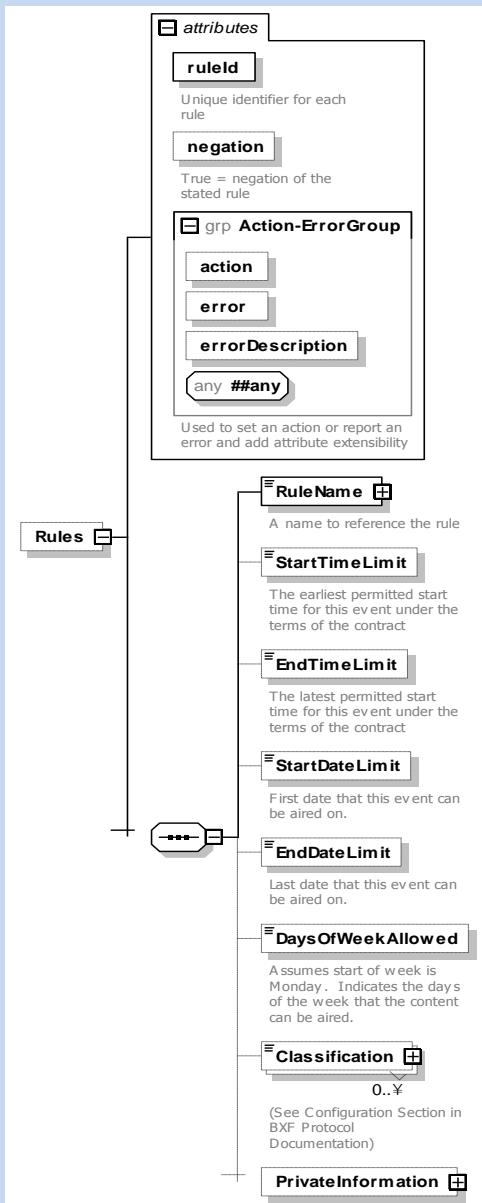 attributes
ruleId
Unique identifier for each
rule
negation
True = negation of the
stated rule
grp Action-ErrorGroup
action
error
errorDescription
any ##any
Used to set an action or report an
error and add attribute extensibility
Rules
RuleName
A name to reference the rule
StartTimeLimit
The earliest permitted start
time for this event under the
terms of the contract
EndTimeLimit
The latest permitted start
time for this event under the
terms of the contract
StartDateLimit
First date that this event can
be aired on.
EndDateLimit
Last date that this event can
be aired on.
DaysOfWeekAllowed
Assumes start of week is
Monday. Indicates the days
of the week that the content
can be aired.
Classification
0..¥
(See Configuration Section in
BXF Protocol
Documentation)
PrivateInformation